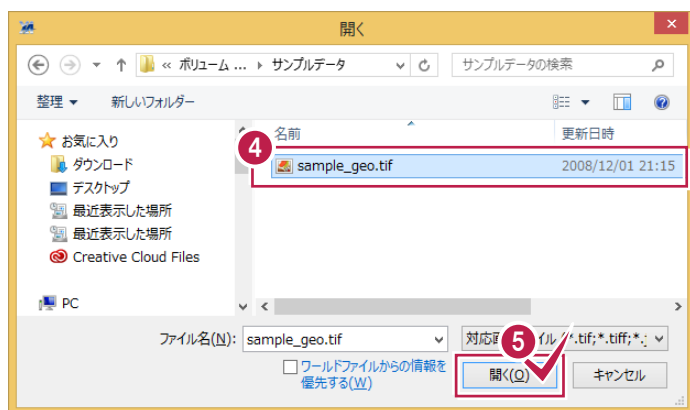 開く
« ボリューム ... ▸ サンプルデータ
サンプルデータの検索
整理 ▼ 新しいフォルダー
お気に入り
ダウンロード
デスクトップ
最近表示した場所
最近表示した場所
Creative Cloud Files
PC
名前 更新日時
4
sample_geo.tif 2008/12/01 21:15
ファイル名(N): sample_geo.tif
*.tif;*.tiff;*.
5
ワールドファイルからの情報を
優先する(W)
開く(O) キャンセル